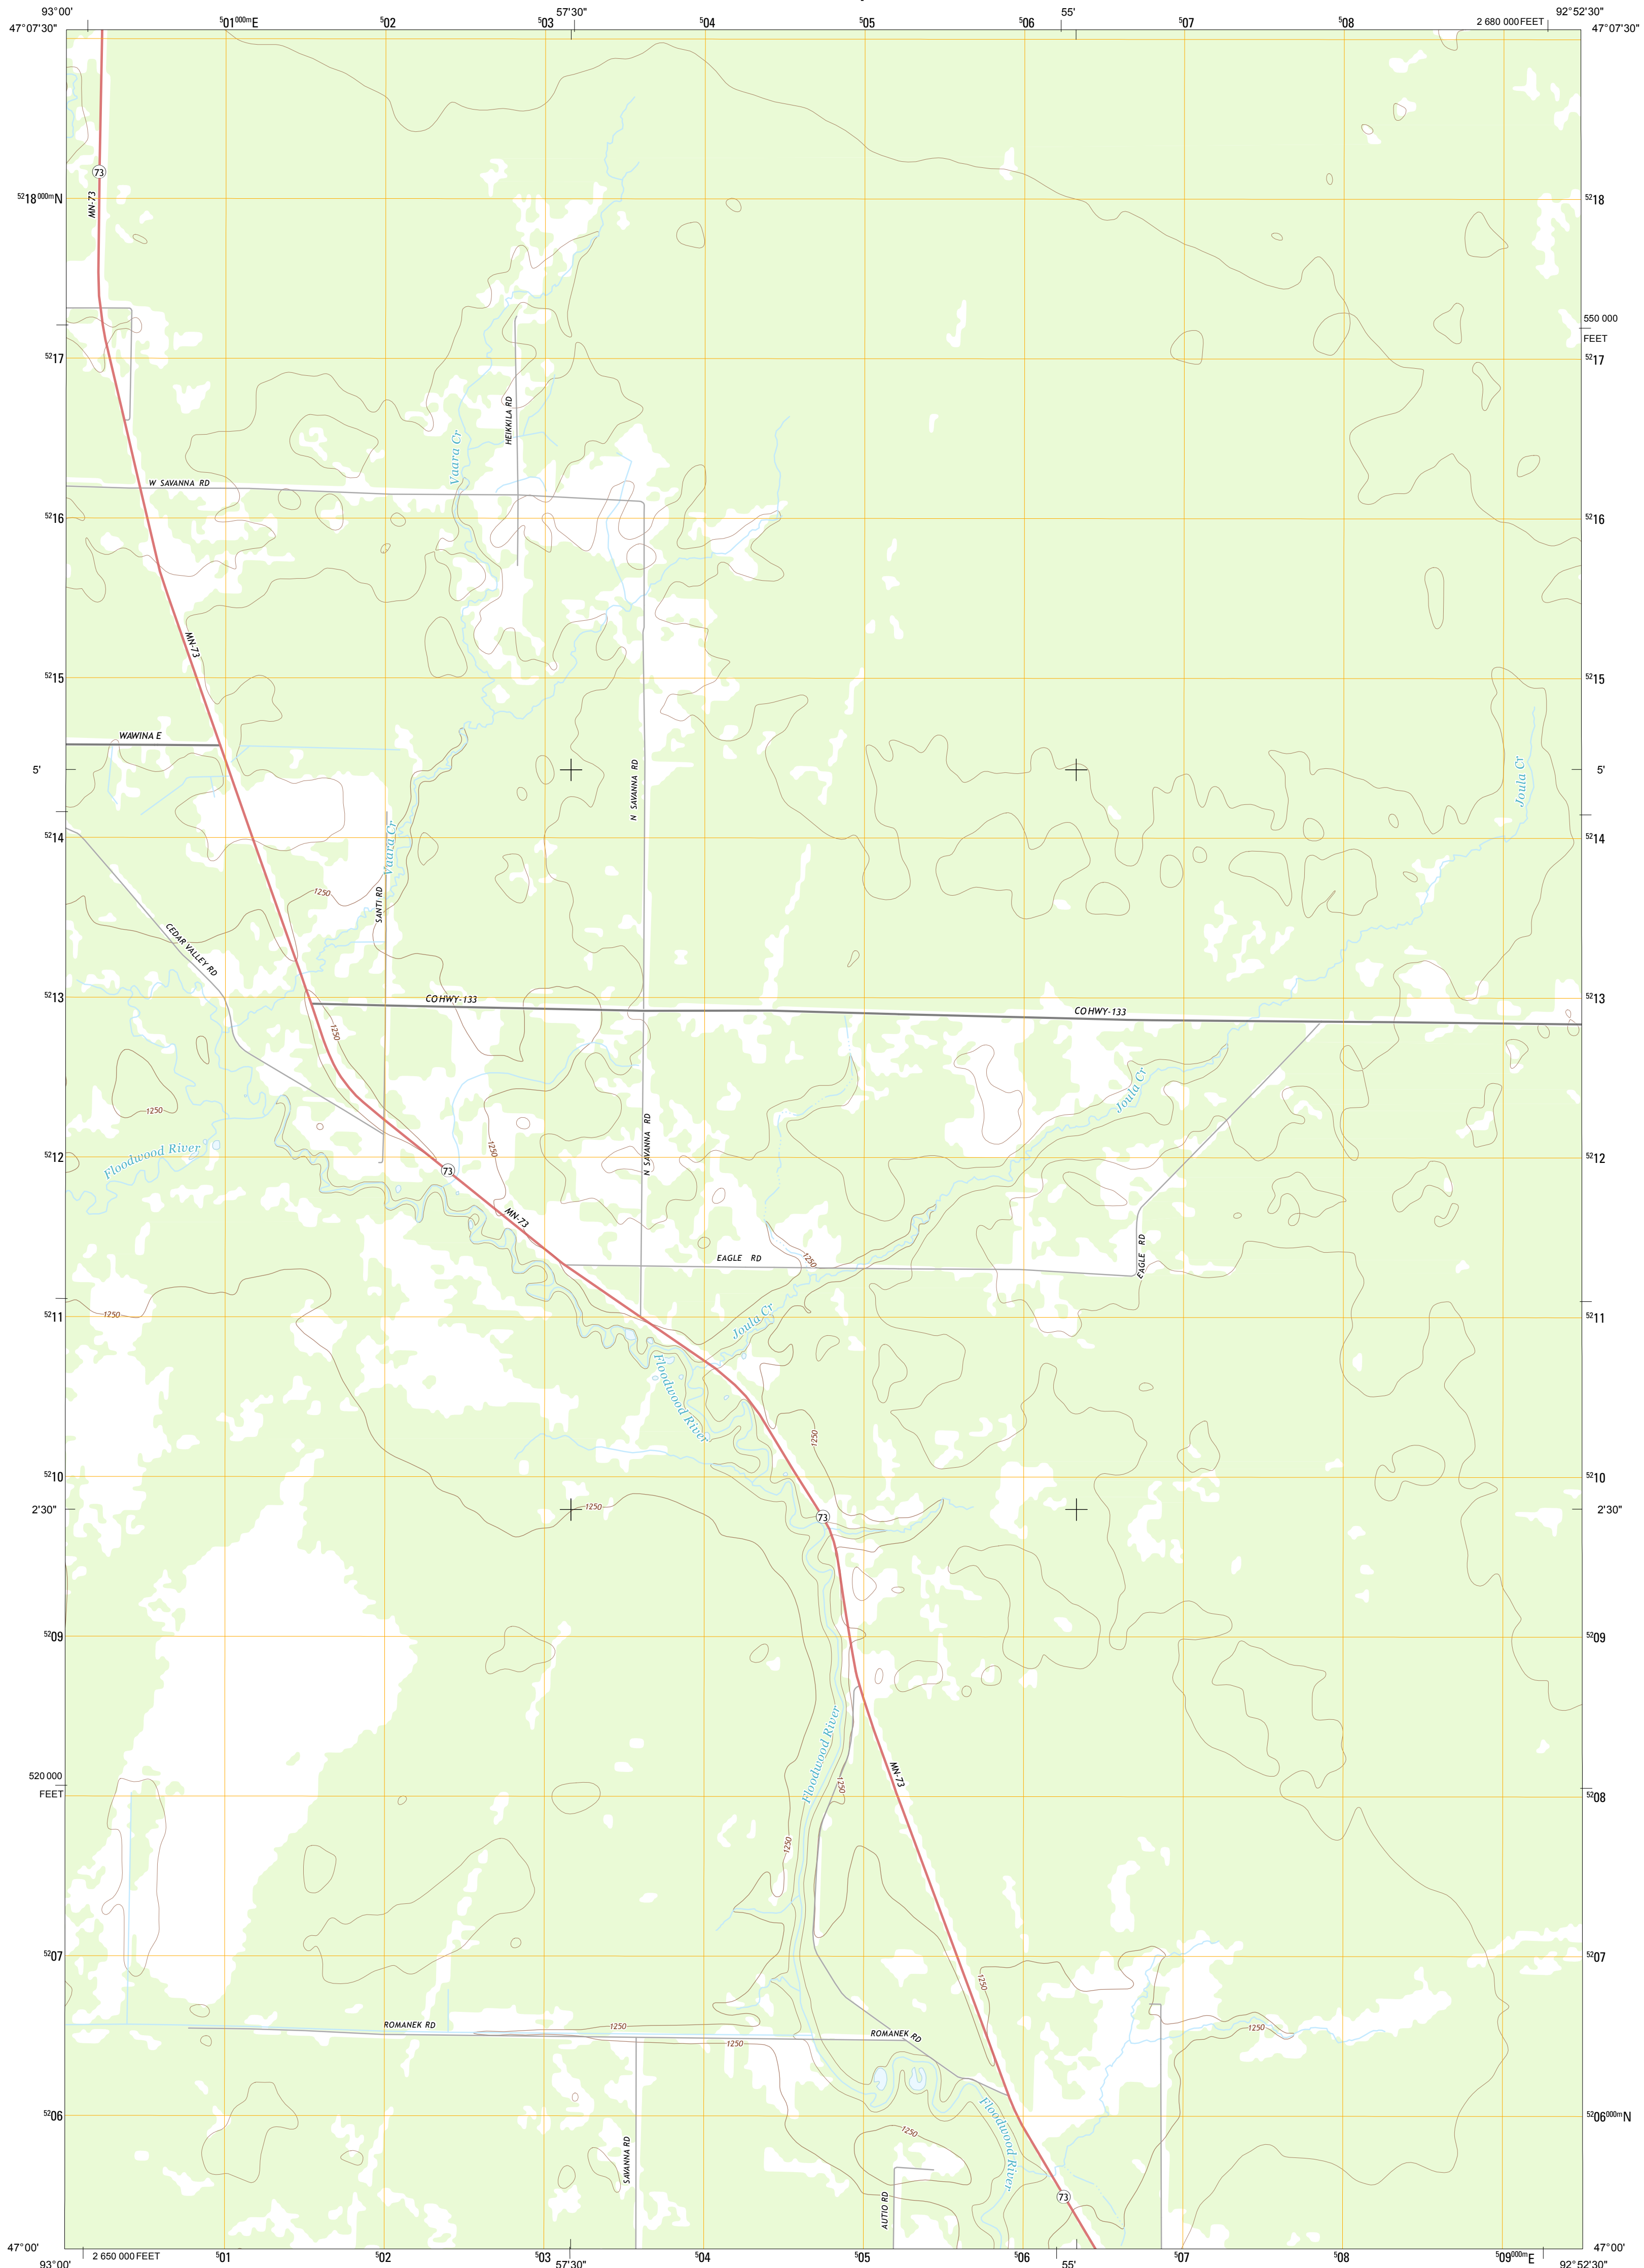 93°00'
⁵01⁰⁰⁰ᵐE
⁵02
⁵03
57'30"
⁵04
⁵05
⁵06
55'
⁵07
⁵08
2 680 000 FEET
92°52'30"
47°07'30"
47°07'30"
73
MN-73
⁵²18⁰⁰⁰ᵐN
⁵²18
550 000
FEET
⁵²17
⁵²17
HEIKKILA RD
Vaara Cr
W SAVANNA RD
⁵²16
⁵²16
MN-73
⁵²15
⁵²15
WAWINA E
5'
5'
N SAVANNA RD
Joula Cr
⁵²14
⁵²14
Vaara Cr
1250
SANTI RD
CEDAR VALLEY RD
⁵²13
CO HWY-133
CO HWY-133
⁵²13
1250
Joula Cr
1250
Floodwood River
1250
N SAVANNA RD
⁵²12
⁵²12
73
MN-73
EAGLE RD
1250
EAGLE RD
⁵²11
1250
⁵²11
Joula Cr
Floodwood River
1250
⁵²10
⁵²10
2'30"
1250
73
2'30"
⁵²09
⁵²09
Floodwood River
MN-73
520 000
FEET
1250
⁵²08
1250
⁵²07
⁵²07
1250
ROMANEK RD
1250
1250
ROMANEK RD
1250
⁵²06
⁵²06⁰⁰⁰ᵐN
SAVANNA RD
1250
Floodwood River
AUTIO RD
73
47°00'
47°00'
93°00'
2 650 000 FEET
⁵01
⁵02
⁵03
57'30"
⁵04
⁵05
⁵06
55'
⁵07
⁵08
⁵09⁰⁰⁰ᵐE
92°52'30"